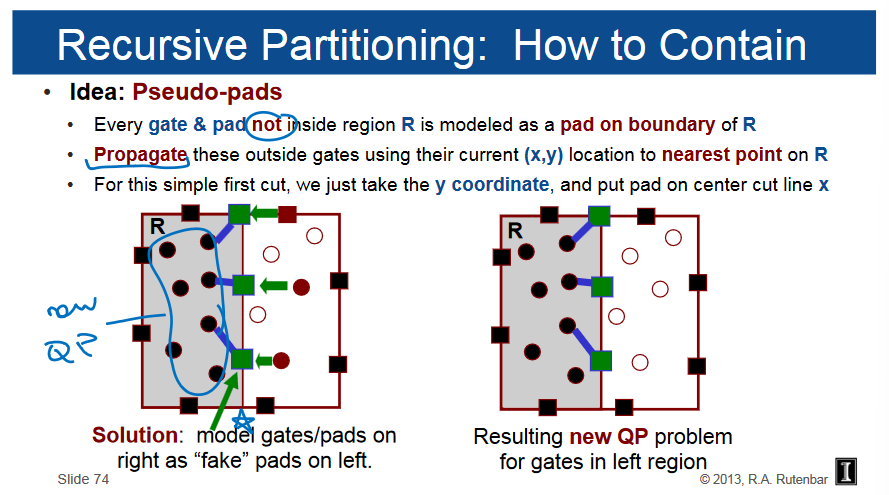 Recursive Partitioning: How to Contain
• Idea: Pseudo-pads
• Every gate & pad not inside region R is modeled as a pad on boundary of R
• Propagate these outside gates using their current (x,y) location to nearest point on R
• For this simple first cut, we just take the y coordinate, and put pad on center cut line x
R
R
new
QP
Solution: model gates/pads on
right as “fake” pads on left.
Resulting new QP problem
for gates in left region
Slide 74
© 2013, R.A. Rutenbar
I